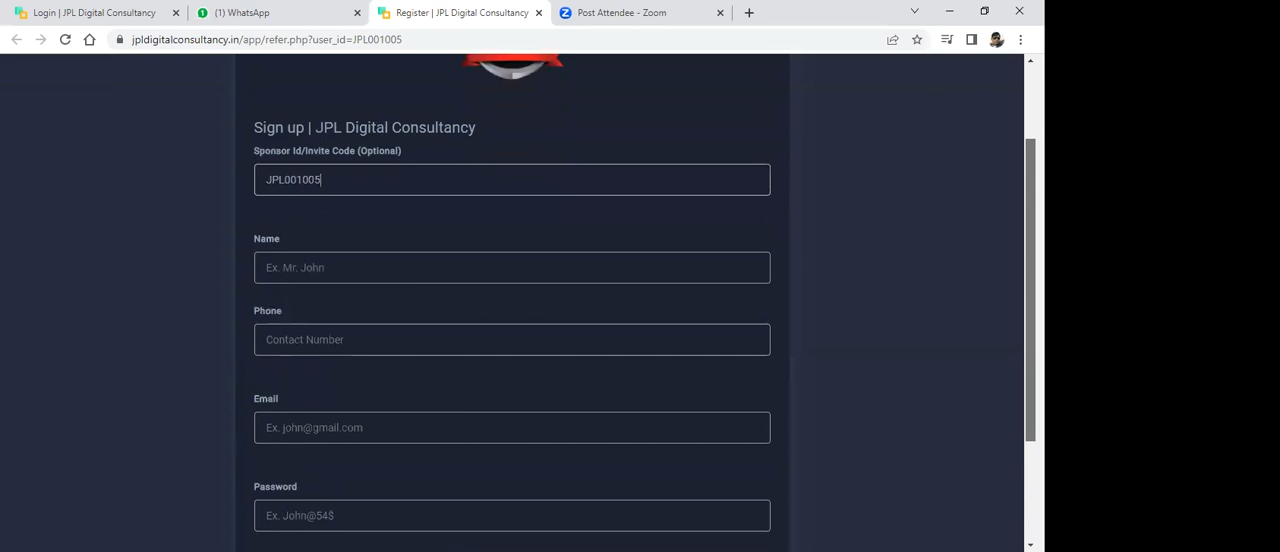 Login | JPL Digital Consultancy
(1) WhatsApp
Register | JPL Digital Consultancy
Post Attendee - Zoom
jpldigitalconsultancy.in/app/refer.php?user_id=JPL001005
Sign up | JPL Digital Consultancy
Sponsor Id/Invite Code (Optional)
JPL001005
Name
Ex. Mr. John
Phone
Contact Number
Email
Ex. john@gmail.com
Password
Ex. John@54$